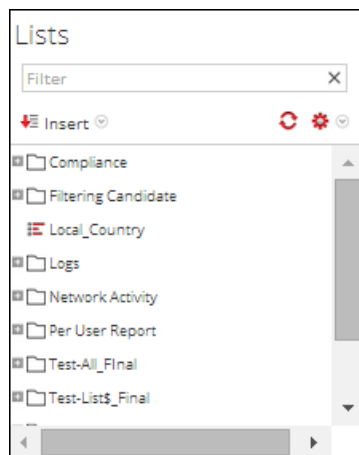 Lists
Filter
Insert
Compliance
Filtering Candidate
Local_Country
Logs
Network Activity
Per User Report
Test-All_FInal
Test-List$_Final